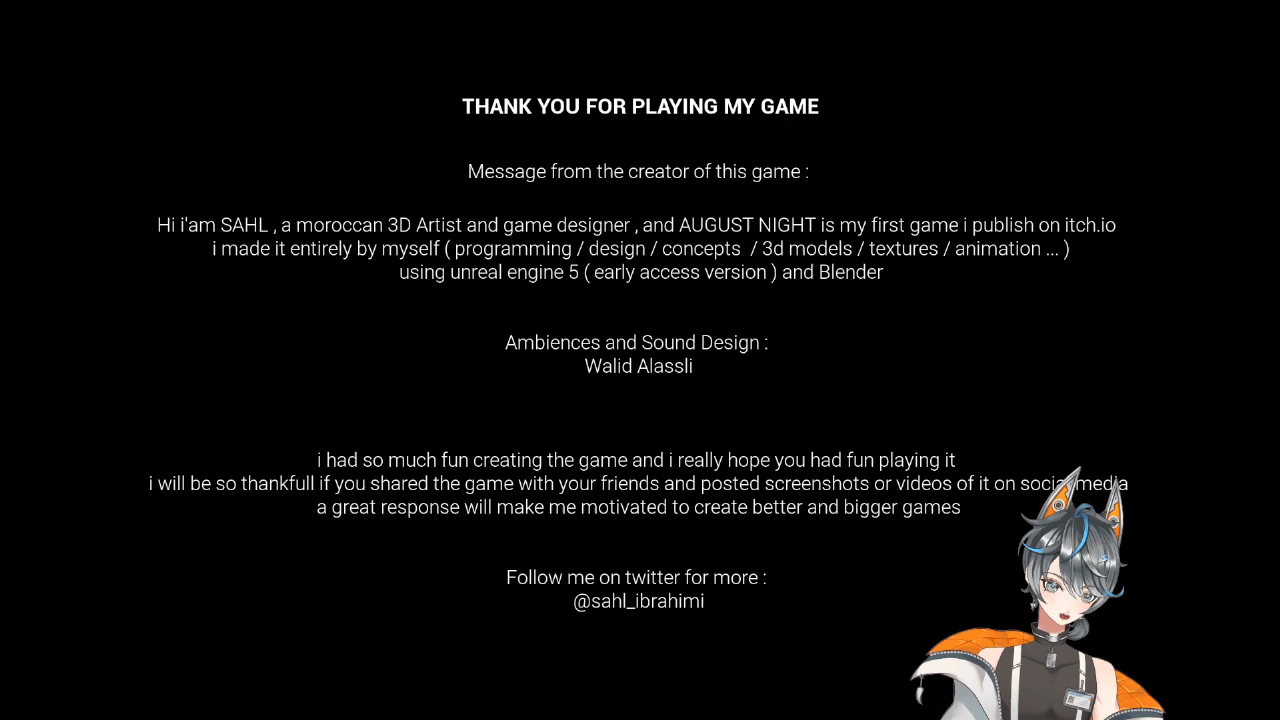 THANK YOU FOR PLAYING MY GAME
Message from the creator of this game :
Hi i'am SAHL , a moroccan 3D Artist and game designer , and AUGUST NIGHT is my first game i publish on itch.io
i made it entirely by myself ( programming / design / concepts / 3d models / textures / animation ... )
using unreal engine 5 ( early access version ) and Blender
Ambiences and Sound Design :
Walid Alassli
i had so much fun creating the game and i really hope you had fun playing it
i will be so thankfull if you shared the game with your friends and posted screenshots or videos of it on social media
a great response will make me motivated to create better and bigger games
Follow me on twitter for more :
@sahl_ibrahimi